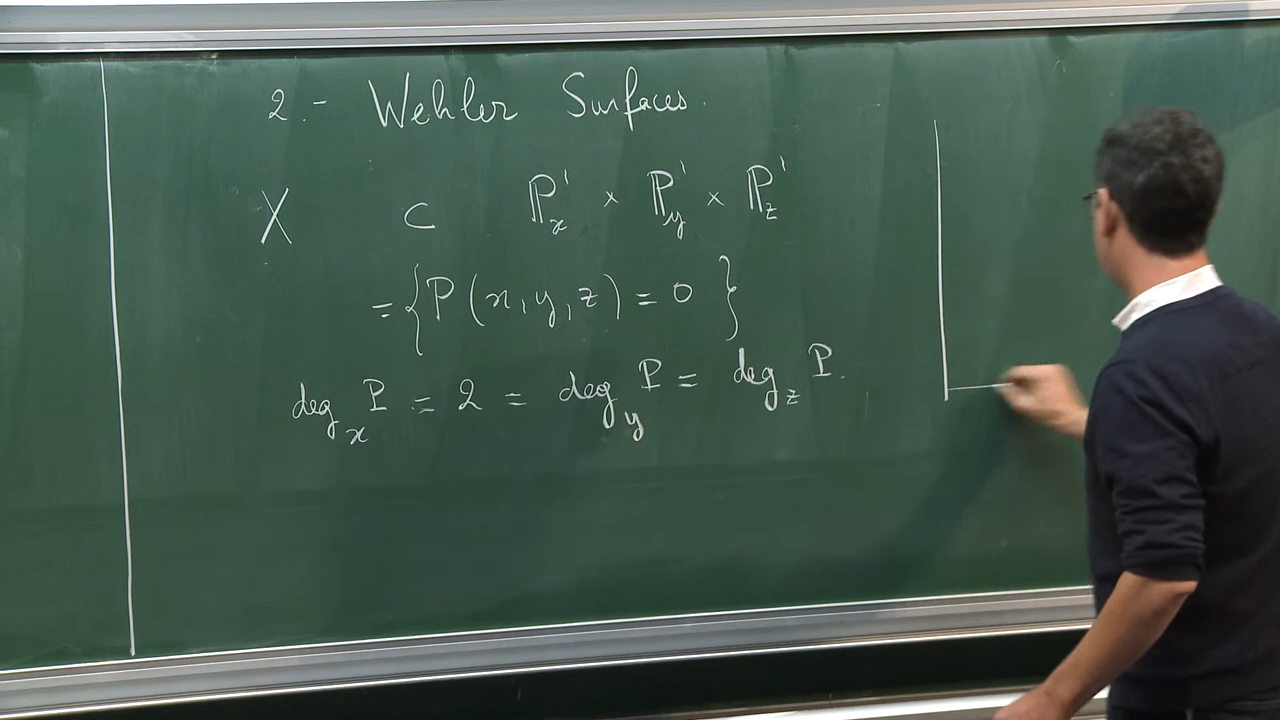 2.- Wehler Surfaces.
X ⊂ ℙ¹ₓ × ℙ¹_y × ℙ¹_z
= { P(x, y, z) = 0 }
deg_x P = 2 = deg_y P = deg_z P.